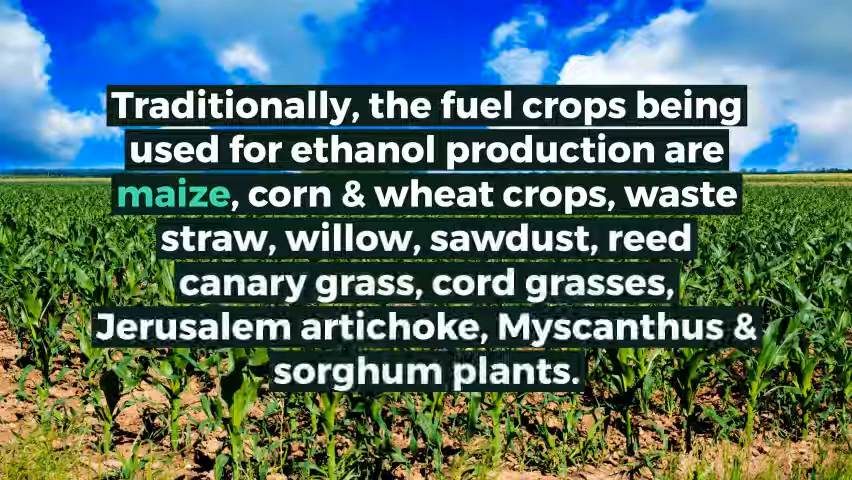 Traditionally, the fuel crops being
used for ethanol production are
maize, corn & wheat crops, waste
straw, willow, sawdust, reed
canary grass, cord grasses,
Jerusalem artichoke, Myscanthus &
sorghum plants.